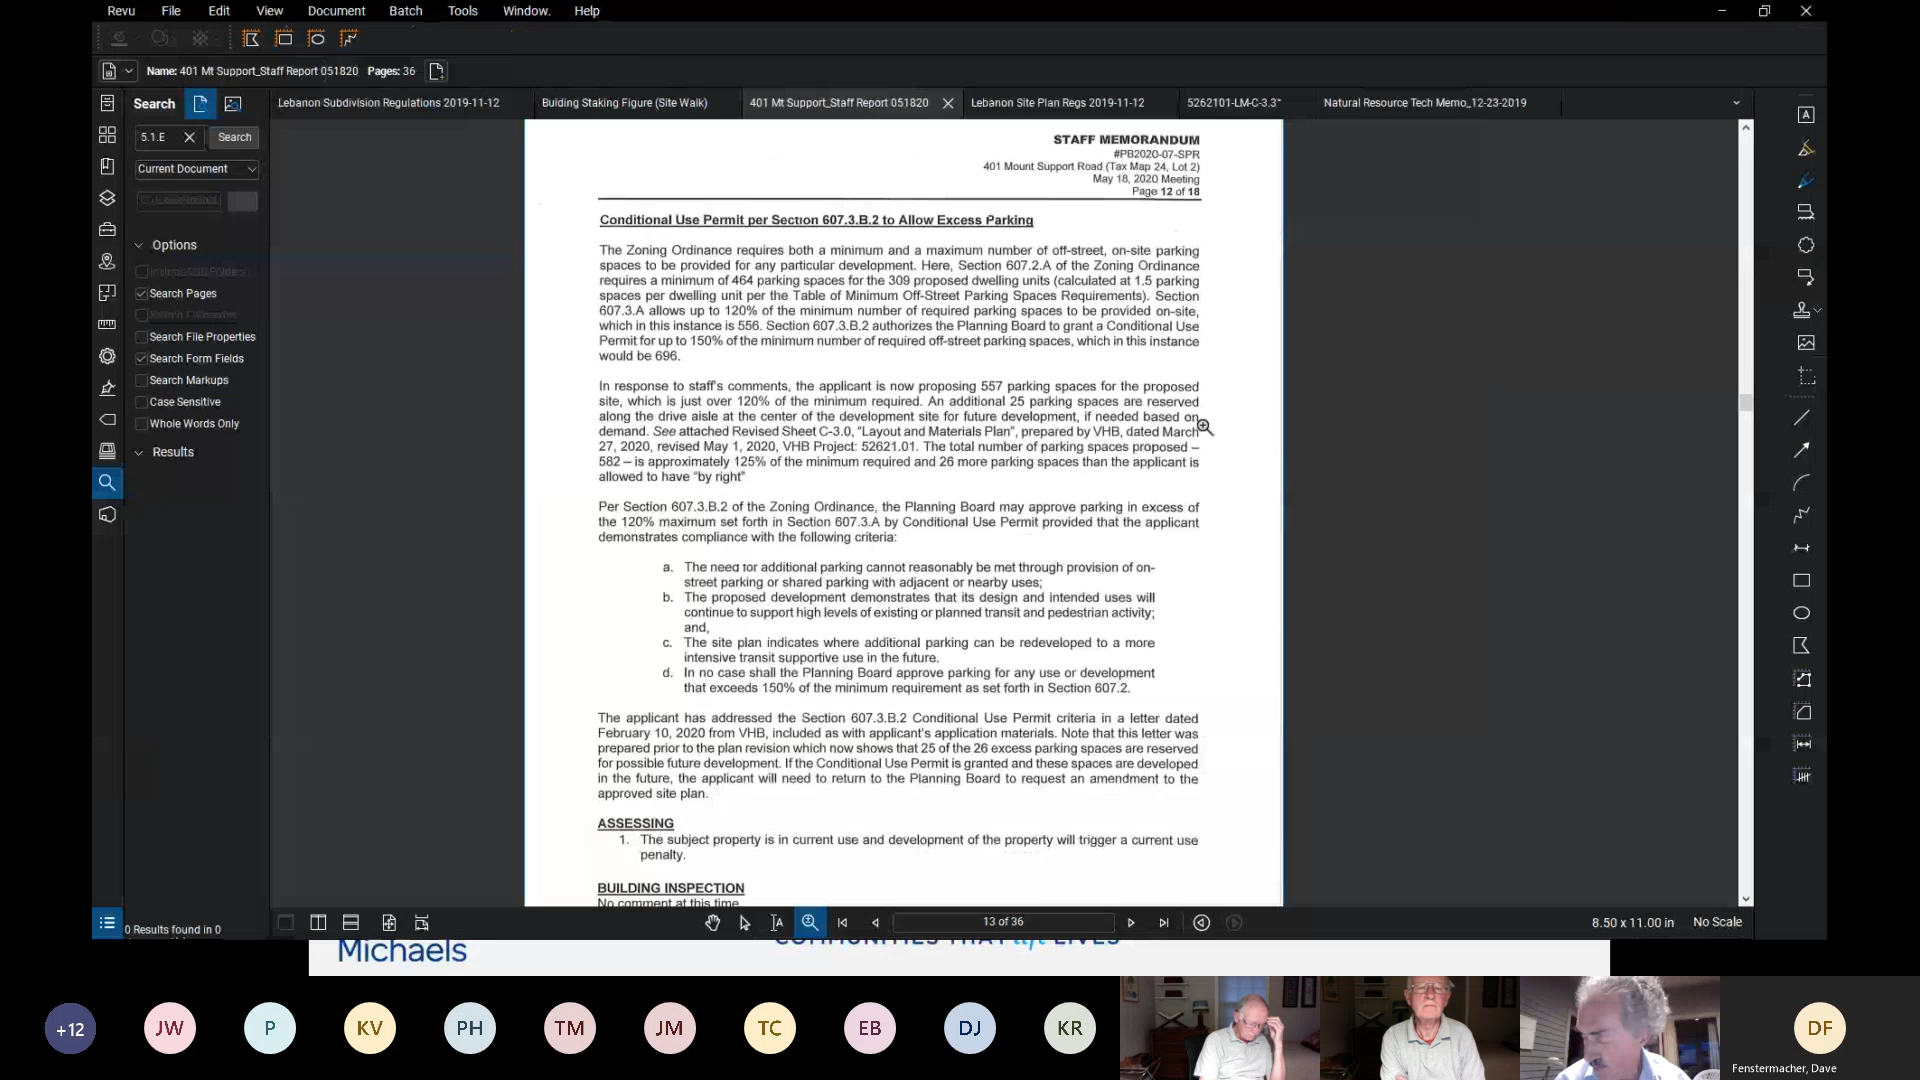 Revu File Edit View Document Batch Tools Window. Help
Name: 401 Mt Support_Staff Report 051820 Pages: 36
Search
Lebanon Subdivision Regulations 2019-11-12
Buiding Staking Figure (Site Walk)
401 Mt Support_Staff Report 051820
Lebanon Site Plan Regs 2019-11-12
5262101-LM-C-3.3*
Natural Resource Tech Memo_12-23-2019
5.1.E
Search
Current Document
Options
Search Pages
Search File Properties
Search Form Fields
Search Markups
Case Sensitive
Whole Words Only
Results
STAFF MEMORANDUM
#PB2020-07-SPR
401 Mount Support Road (Tax Map 24, Lot 2)
May 18, 2020 Meeting
Page 12 of 18
Conditional Use Permit per Section 607.3.B.2 to Allow Excess Parking
The Zoning Ordinance requires both a minimum and a maximum number of off-street, on-site parking
spaces to be provided for any particular development. Here, Section 607.2.A of the Zoning Ordinance
requires a minimum of 464 parking spaces for the 309 proposed dwelling units (calculated at 1.5 parking
spaces per dwelling unit per the Table of Minimum Off-Street Parking Spaces Requirements). Section
607.3.A allows up to 120% of the minimum number of required parking spaces to be provided on-site,
which in this instance is 556. Section 607.3.B.2 authorizes the Planning Board to grant a Conditional Use
Permit for up to 150% of the minimum number of required off-street parking spaces, which in this instance
would be 696.
In response to staff's comments, the applicant is now proposing 557 parking spaces for the proposed
site, which is just over 120% of the minimum required. An additional 25 parking spaces are reserved
along the drive aisle at the center of the development site for future development, if needed based on
demand. See attached Revised Sheet C-3.0, "Layout and Materials Plan", prepared by VHB, dated March
27, 2020, revised May 1, 2020, VHB Project: 52621.01. The total number of parking spaces proposed –
582 – is approximately 125% of the minimum required and 26 more parking spaces than the applicant is
allowed to have "by right"
Per Section 607.3.B.2 of the Zoning Ordinance, the Planning Board may approve parking in excess of
the 120% maximum set forth in Section 607.3.A by Conditional Use Permit provided that the applicant
demonstrates compliance with the following criteria:
a. The need for additional parking cannot reasonably be met through provision of on-
street parking or shared parking with adjacent or nearby uses;
b. The proposed development demonstrates that its design and intended uses will
continue to support high levels of existing or planned transit and pedestrian activity;
and,
c. The site plan indicates where additional parking can be redeveloped to a more
intensive transit supportive use in the future.
d. In no case shall the Planning Board approve parking for any use or development
that exceeds 150% of the minimum requirement as set forth in Section 607.2.
The applicant has addressed the Section 607.3.B.2 Conditional Use Permit criteria in a letter dated
February 10, 2020 from VHB, included as with applicant's application materials. Note that this letter was
prepared prior to the plan revision which now shows that 25 of the 26 excess parking spaces are reserved
for possible future development. If the Conditional Use Permit is granted and these spaces are developed
in the future, the applicant will need to return to the Planning Board to request an amendment to the
approved site plan.
ASSESSING
1. The subject property is in current use and development of the property will trigger a current use
penalty.
BUILDING INSPECTION
No comment at this time
0 Results found in 0
13 of 36
8.50 x 11.00 in No Scale
Michaels
COMMUNITIES THAT lift LIVES
+12 JW P KV PH TM JM TC EB DJ KR DF
Fenstermacher, Dave